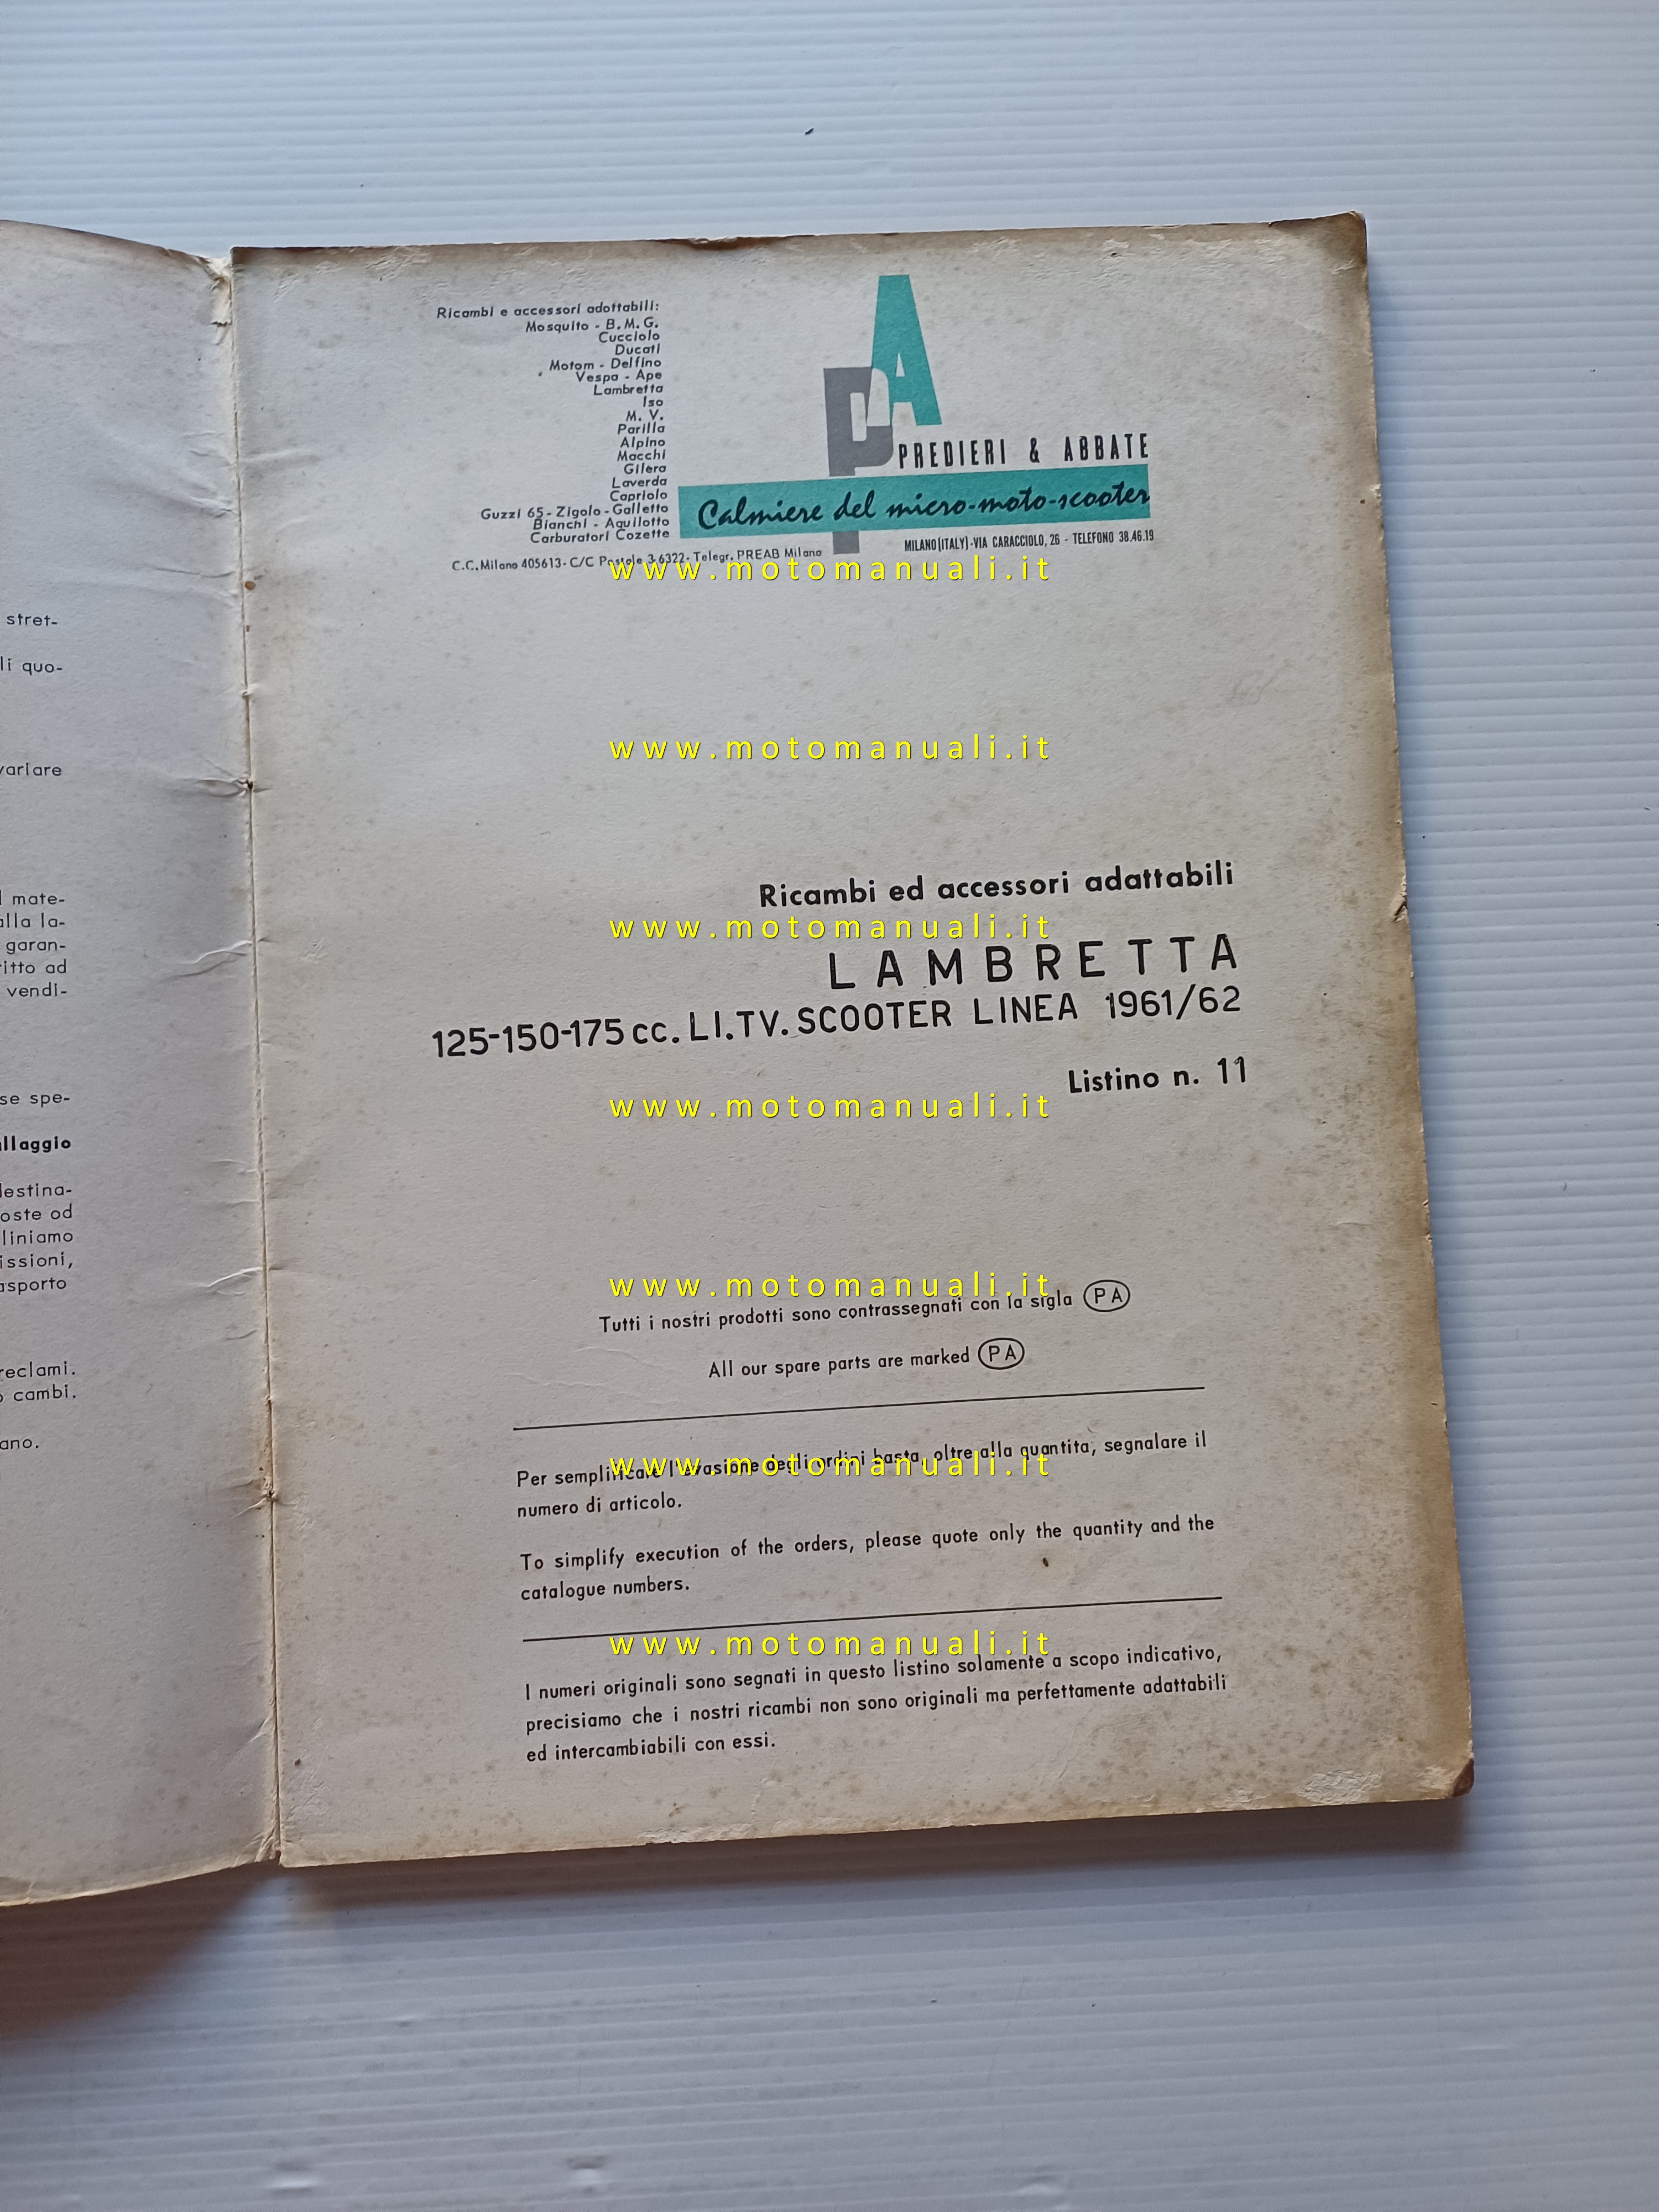 stret-
li quo-
variare
mate-
alla la-
garan-
ritto ad
vendi-
se spe-
llaggio
destina-
oste od
liniamo
issioni,
asporto
reclami.
cambi.
ano.
Ricambi e accessori adottabili:
Mosquito - B.M.G.
Cucciolo
Ducati
Motom - Delfino
Vespa - Ape
Lambretta
Iso
M. V.
Parilla
Alpino
Macchi
Gilera
Laverda
Capriolo
Guzzi 65 - Zigolo - Galletto
Bianchi - Aquilotto
Carburatori Cozette
C.C. Milano 405613 - C/C Postale 3-6322 - Telegr. PREAB Milano
PA
PREDIERI & ABBATE
Calmiere del micro-moto-scooter
MILANO (ITALY) - VIA CARACCIOLO, 26 - TELEFONO 38.46.19
www.motomanuali.it
www.motomanuali.it
Ricambi ed accessori adattabili
www.motomanuali.it
LAMBRETTA
125-150-175 cc. LI.TV. SCOOTER LINEA 1961/62
Listino n. 11
www.motomanuali.it
www.motomanuali.it
Tutti i nostri prodotti sono contrassegnati con la sigla PA
All our spare parts are marked PA
Per semplificare l'evasione degli ordini basta, oltre alla quantita, segnalare il
www.motomanuali.it
numero di articolo.
To simplify execution of the orders, please quote only the quantity and the
catalogue numbers.
www.motomanuali.it
I numeri originali sono segnati in questo listino solamente a scopo indicativo,
precisiamo che i nostri ricambi non sono originali ma perfettamente adattabili
ed intercambiabili con essi.